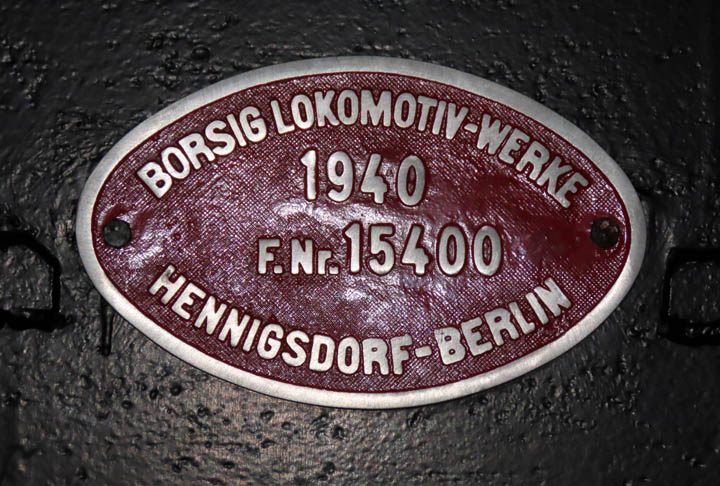 BORSIG LOKOMOTIV-WERKE
1940
F.Nr.15400
HENNIGSDORF-BERLIN